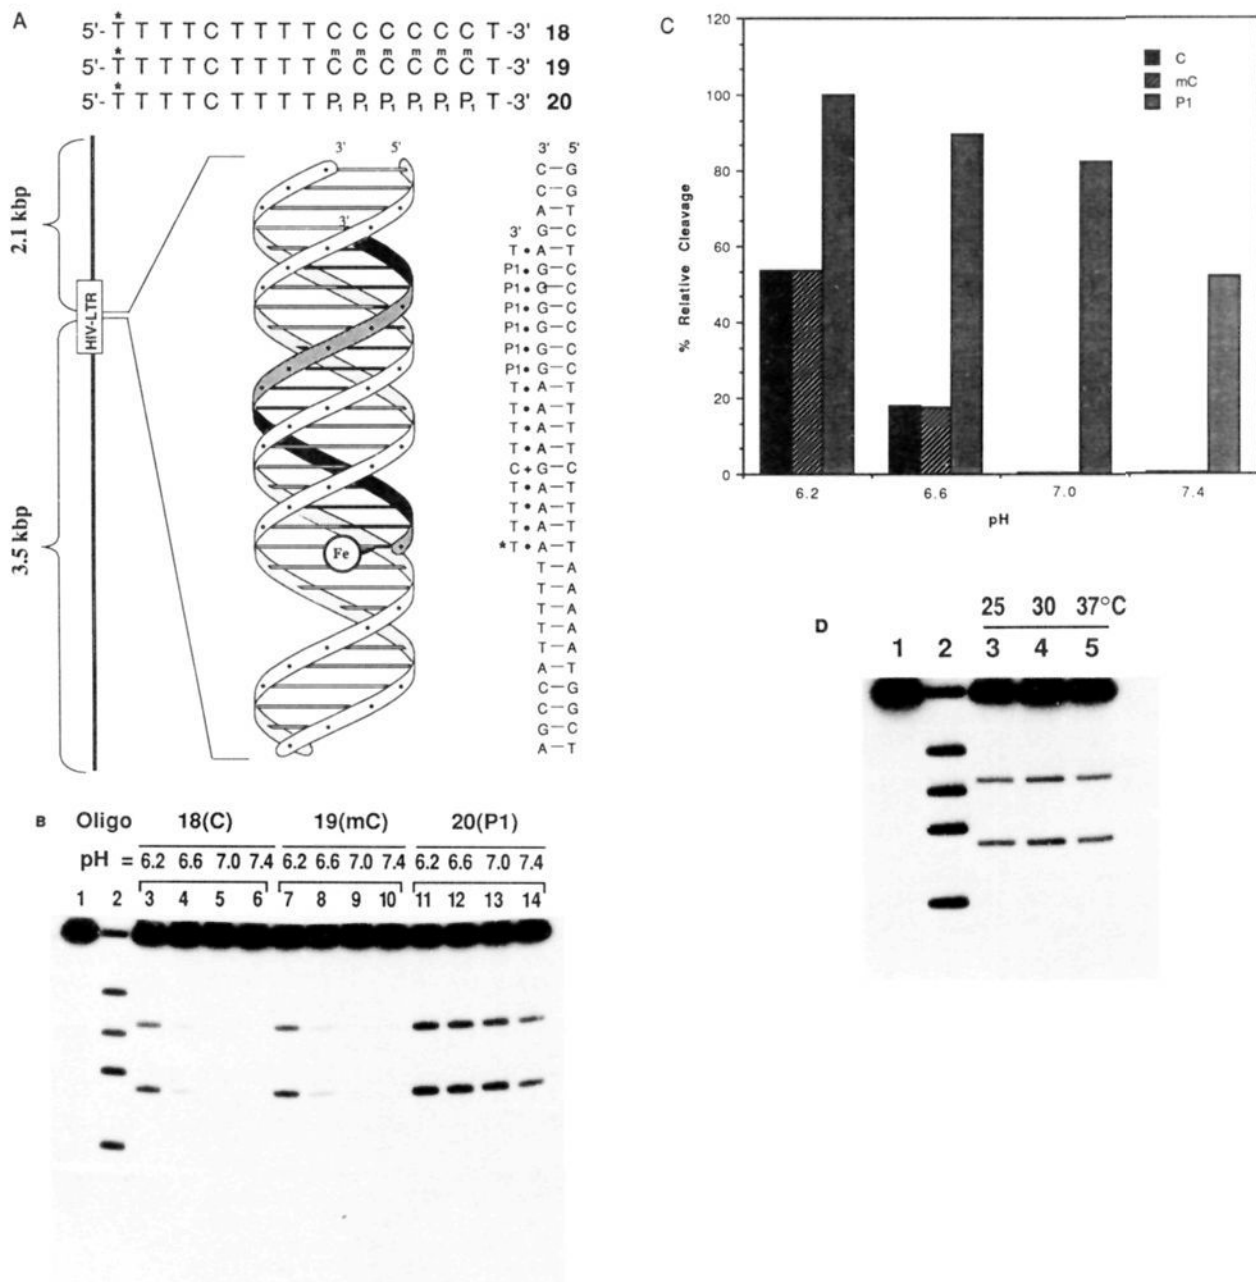 A
*
5'- T T T T C T T T T C C C C C C T -3' 18
* m m m m m m
5'- T T T T C T T T T C C C C C C T -3' 19
*
5'- T T T T C T T T T P1 P1 P1 P1 P1 P1 T -3' 20
2.1 kbp
HIV-LTR
3.5 kbp
3' 5'
3'
Fe
3' 5'
C — G
C — G
A — T
3' G — C
T • A — T
P1 • G — C
P1 • G — C
P1 • G — C
P1 • G — C
P1 • G — C
P1 • G — C
T • A — T
T • A — T
T • A — T
T • A — T
C + G — C
T • A — T
T • A — T
T • A — T
* T • A — T
T — A
T — A
T — A
T — A
T — A
A — T
C — G
C — G
G — C
A — T
B Oligo 18(C) 19(mC) 20(P1)
pH = 6.2 6.6 7.0 7.4 6.2 6.6 7.0 7.4 6.2 6.6 7.0 7.4
1 2 3 4 5 6 7 8 9 10 11 12 13 14
C
% Relative Cleavage
120
100
80
60
40
20
0
C
mC
P1
6.2 6.6 7.0 7.4
pH
D
25 30 37°C
1 2 3 4 5